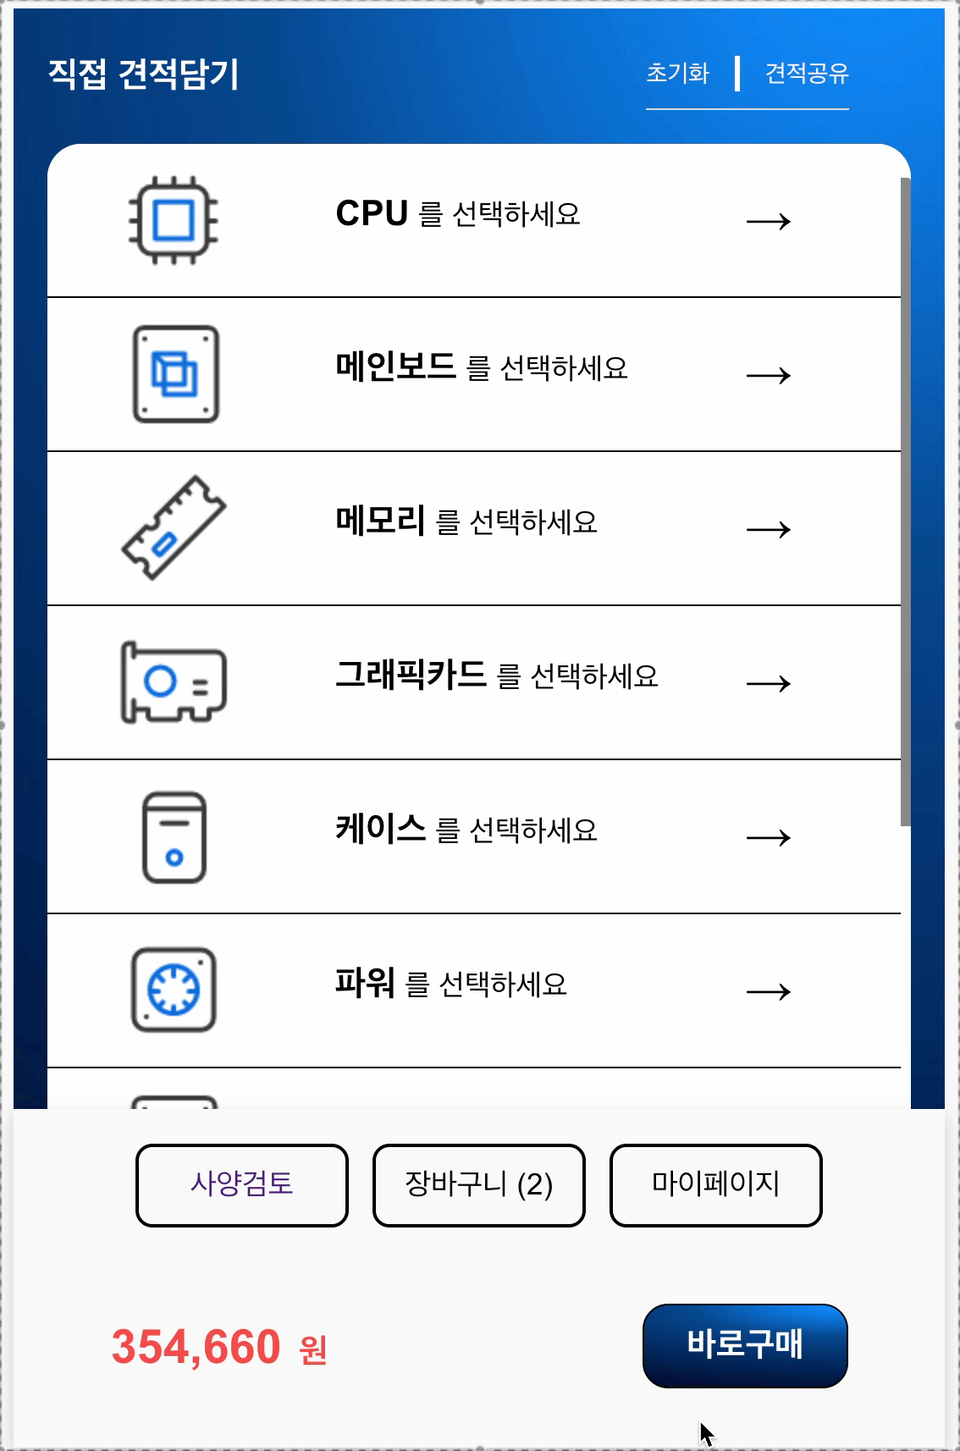 직접 견적담기
초기화 | 견적공유
CPU 를 선택하세요 →
메인보드 를 선택하세요 →
메모리 를 선택하세요 →
그래픽카드 를 선택하세요 →
케이스 를 선택하세요 →
파워 를 선택하세요 →
사양검토 장바구니 (2) 마이페이지
354,660 원 바로구매